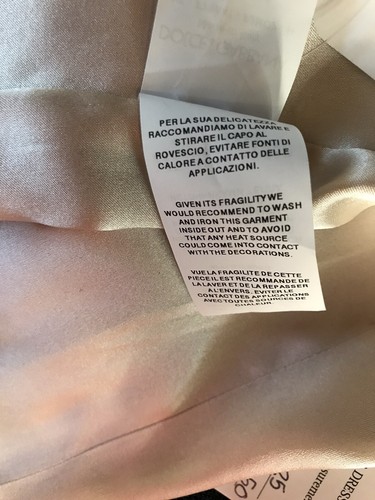 PER LA SUA DELICATEZZA
RACCOMANDIAMO DI LAVARE E
STIRARE IL CAPO AL
ROVESCIO, EVITARE FONTI DI
CALORE A CONTATTO DELLE
APPLICAZIONI.
GIVEN ITS FRAGILITY WE
WOULD RECOMMEND TO WASH
AND IRON THIS GARMENT
INSIDE OUT AND TO AVOID
THAT ANY HEAT SOURCE
COULD COME INTO CONTACT
WITH THE DECORATIONS.
VUE LA FRAGILITE DE CETTE
PIECE IL EST RECOMMANDE DE
LA LAVER ET DE LA REPASSER
A L'ENVERS. EVITER LE
CONTACT DES APPLICATIONS
AVEC TOUTES SOURCES DE
CHALEUR.
DRESS
25
50